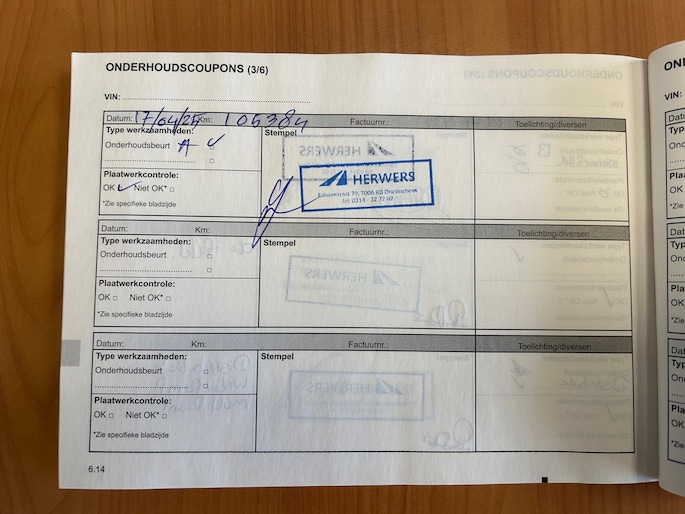 ONDERHOUDSCOUPONS (3/6)
VIN:
Datum: 17/04/25 Km: 105384 Factuurnr.: Toelichting/diversen
Type werkzaamheden: Stempel
Onderhoudsbeurt A
HERWERS
Edisonstraat 79, 7006 RB Doetinchem
Tel: 0314 - 32 72 02
Plaatwerkcontrole:
OK Niet OK*
*Zie specifieke bladzijde
Datum: Km: Factuurnr.: Toelichting/diversen
Type werkzaamheden: Stempel
Onderhoudsbeurt
Plaatwerkcontrole:
OK Niet OK*
*Zie specifieke bladzijde
Datum: Km: Factuurnr.: Toelichting/diversen
Type werkzaamheden: Stempel
Onderhoudsbeurt
Plaatwerkcontrole:
OK Niet OK*
*Zie specifieke bladzijde
6.14